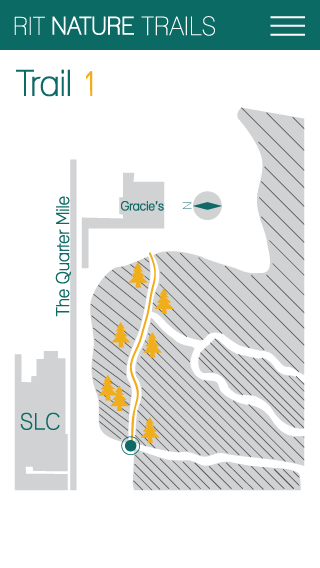 RIT NATURE TRAILS
Trail 1
Gracie's
N
The Quarter Mile
SLC